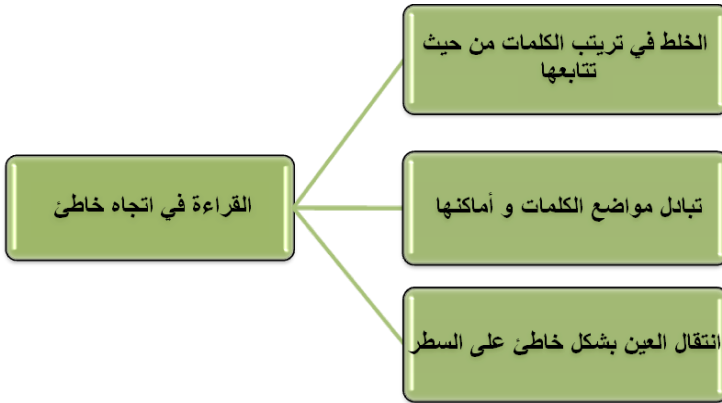 الخلط في تريتب الكلمات من حيث
تتابعها
القراءة في اتجاه خاطئ
تبادل مواضع الكلمات و أماكنها
انتقال العين بشكل خاطئ على السطر